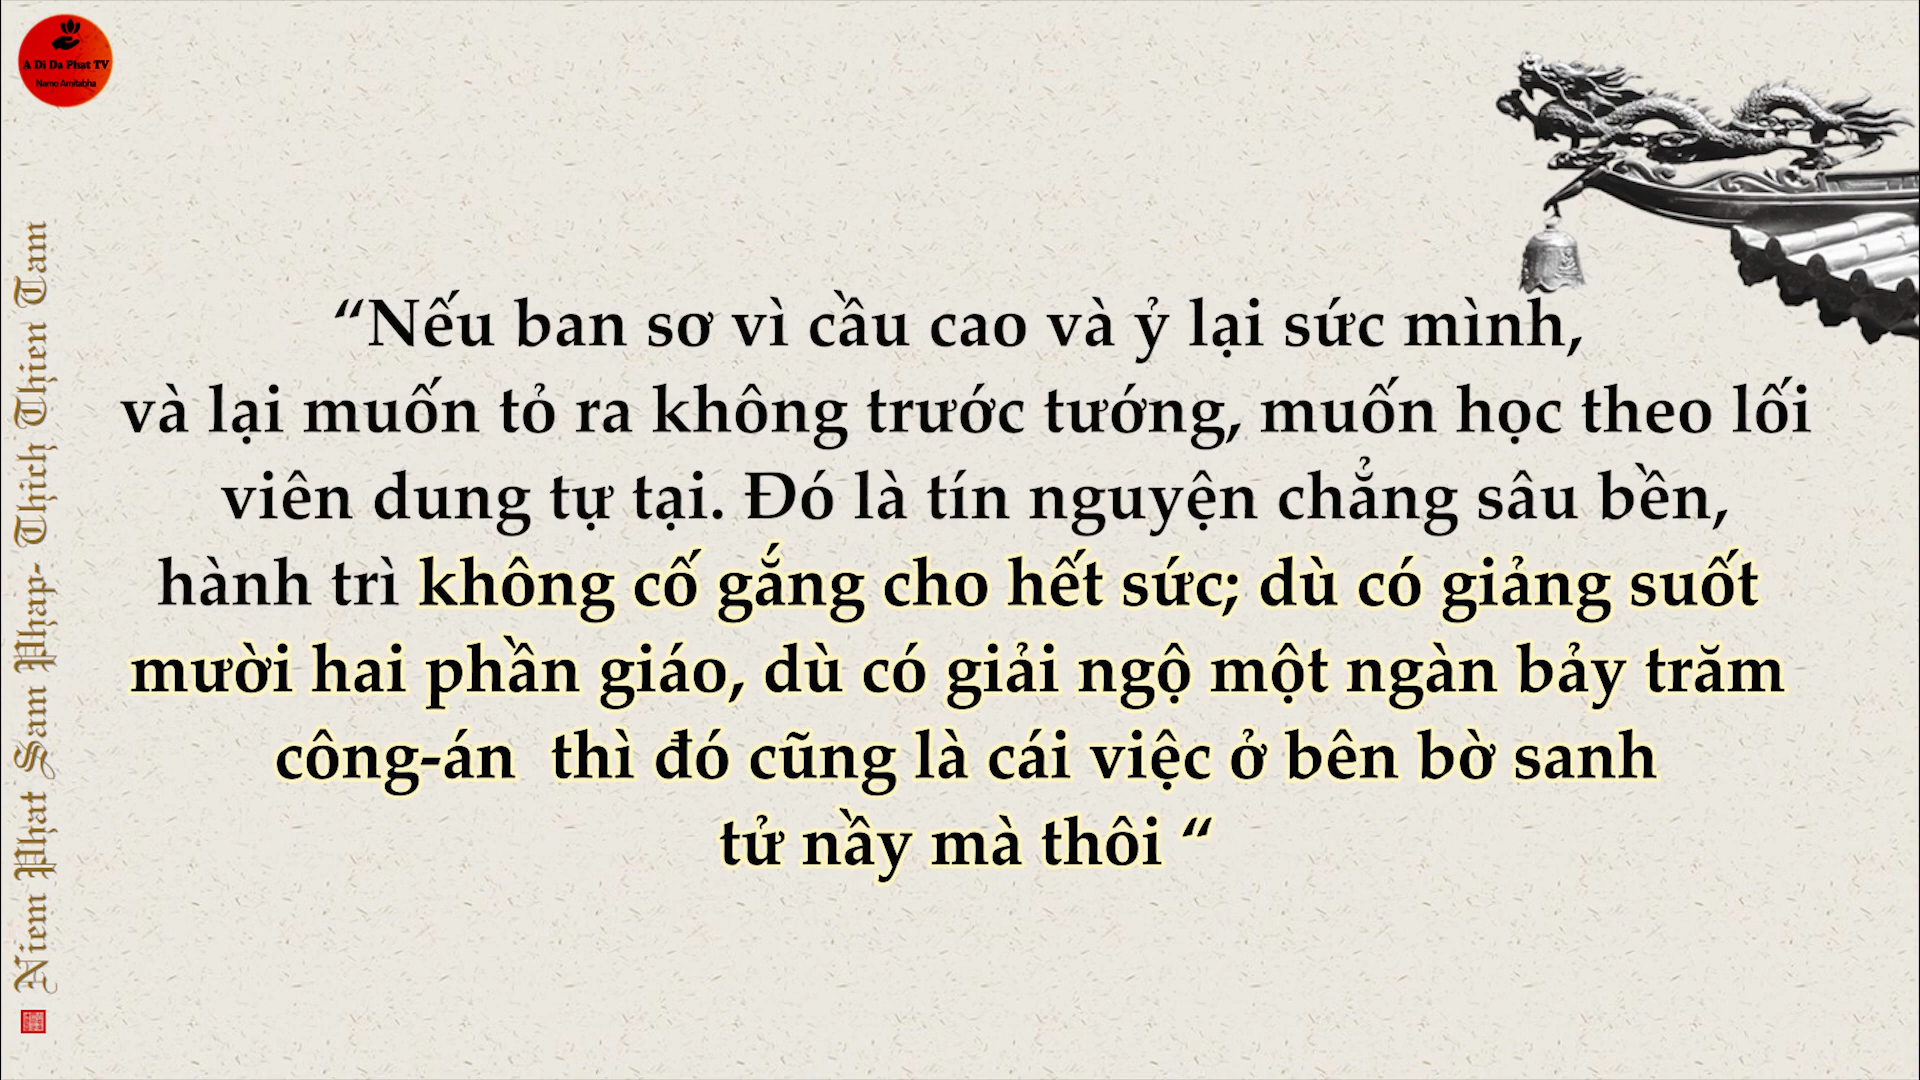 A Di Da Phat TV
Namo Amitabha
“Nếu ban sơ vì cầu cao và ỷ lại sức mình,
và lại muốn tỏ ra không trước tướng, muốn học theo lối
viên dung tự tại. Đó là tín nguyện chẳng sâu bền,
hành trì không cố gắng cho hết sức; dù có giảng suốt
mười hai phần giáo, dù có giải ngộ một ngàn bảy trăm
công-án  thì đó cũng là cái việc ở bên bờ sanh
tử nầy mà thôi “
Niem Phat Sam Phap- Thich Thien Tam